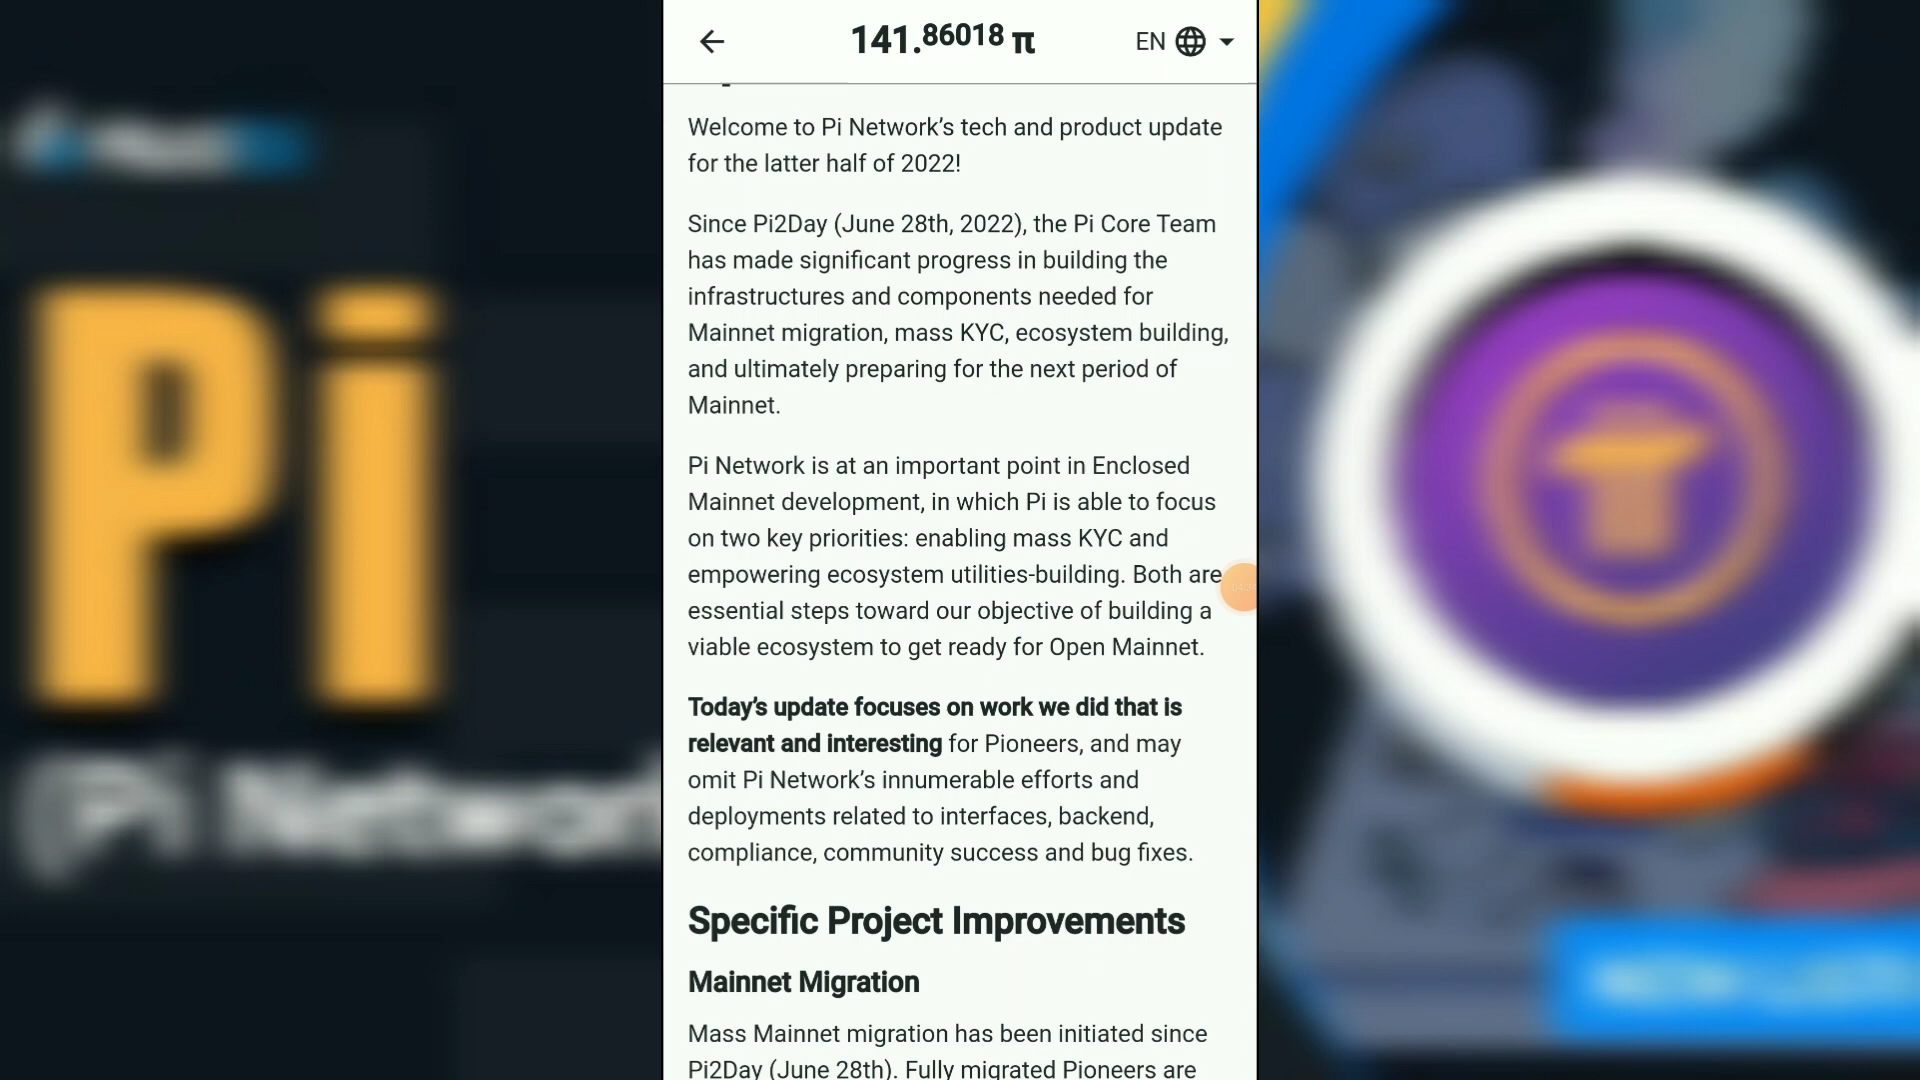 141.86018 π
EN
Welcome to Pi Network’s tech and product update
for the latter half of 2022!
Since Pi2Day (June 28th, 2022), the Pi Core Team
has made significant progress in building the
infrastructures and components needed for
Mainnet migration, mass KYC, ecosystem building,
and ultimately preparing for the next period of
Mainnet.
Pi Network is at an important point in Enclosed
Mainnet development, in which Pi is able to focus
on two key priorities: enabling mass KYC and
empowering ecosystem utilities-building. Both are
essential steps toward our objective of building a
viable ecosystem to get ready for Open Mainnet.
Today’s update focuses on work we did that is
relevant and interesting for Pioneers, and may
omit Pi Network’s innumerable efforts and
deployments related to interfaces, backend,
compliance, community success and bug fixes.
Specific Project Improvements
Mainnet Migration
Mass Mainnet migration has been initiated since
Pi2Day (June 28th). Fully migrated Pioneers are
Pi
(Pi Network